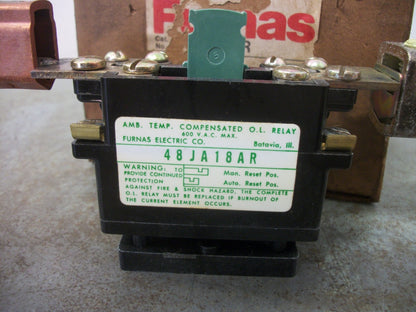 Furnas
AMB. TEMP. COMPENSATED O.L. RELAY
600 V.A.C. MAX.
FURNAS ELECTRIC CO. Batavia, Ill.
48JA18AR
WARNING: TO Man. Reset Pos.
PROVIDE CONTINUED
PROTECTION Auto. Reset Pos.
AGAINST FIRE & SHOCK HAZARD, THE COMPLETE
O.L. RELAY MUST BE REPLACED IF BURNOUT OF
THE CURRENT ELEMENT OCCURS.